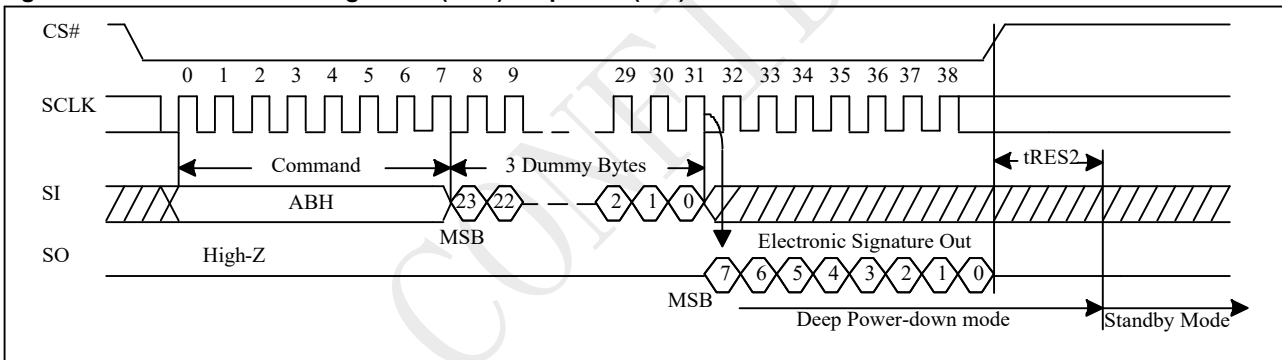 CS#
0 1 2 3 4 5 6 7 8 9 29 30 31 32 33 34 35 36 37 38
SCLK
Command 3 Dummy Bytes tRES2
SI ABH 23 22 2 1 0
MSB
SO High-Z Electronic Signature Out
7 6 5 4 3 2 1 0
MSB
Deep Power-down mode Standby Mode